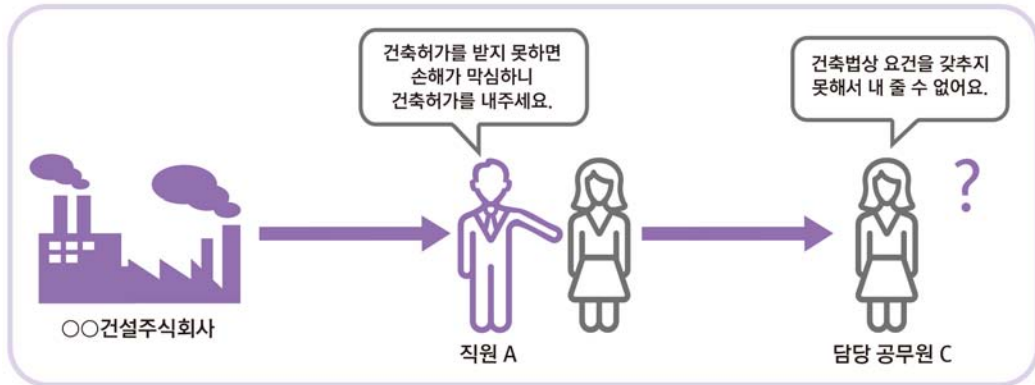 건축허가를 받지 못하면
손해가 막심하니
건축허가를 내주세요.
건축법상 요건을 갖추지
못해서 내 줄 수 없어요.
?
○○건설주식회사
직원 A
담당 공무원 C